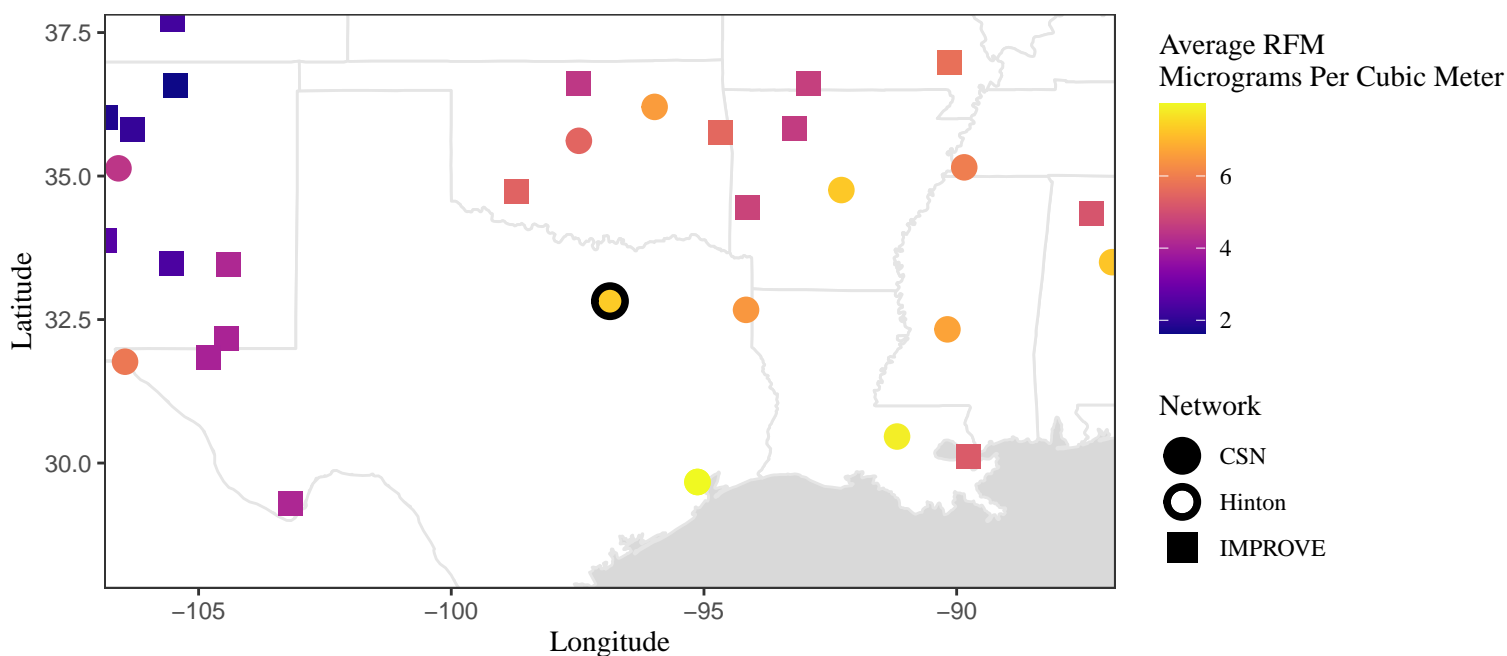 37.5
35.0
32.5
30.0
Latitude
−105
−100
−95
−90
Longitude
Average RFM
Micrograms Per Cubic Meter
6
4
2
Network
CSN
Hinton
IMPROVE